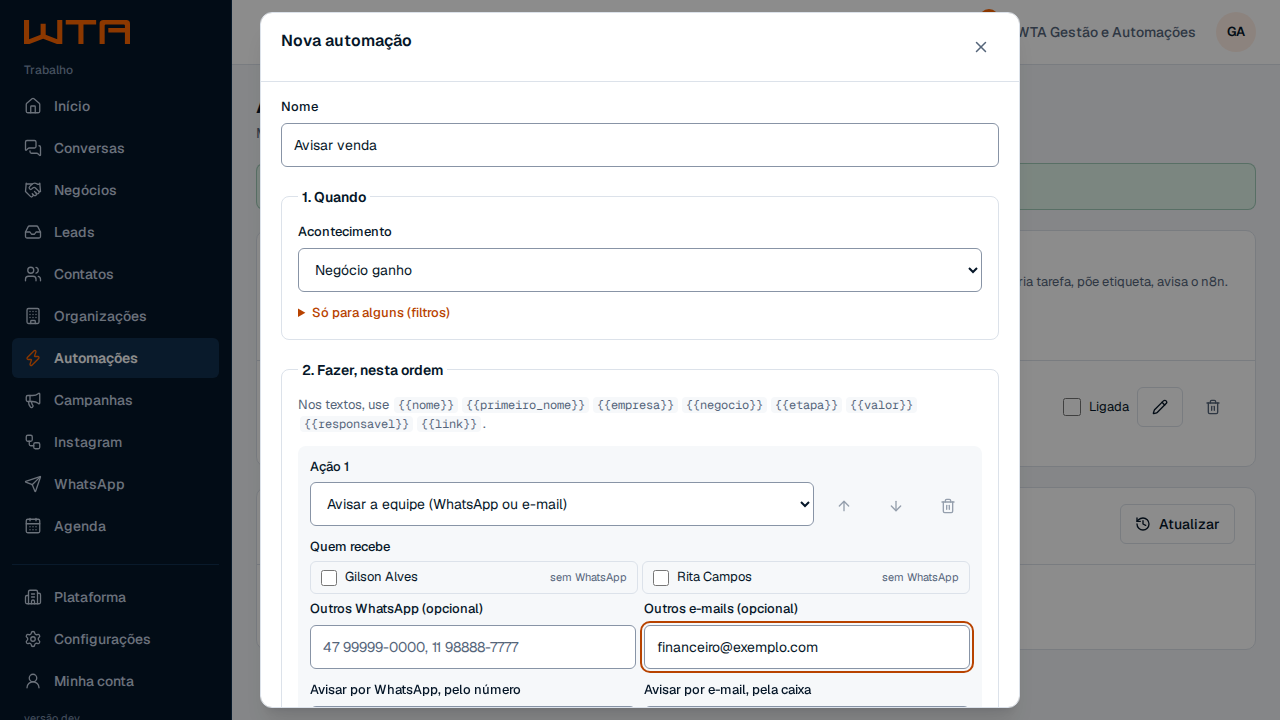 WTA
Trabalho
Início
Conversas
Negócios
Leads
Contatos
Organizações
Automações
Campanhas
Instagram
WhatsApp
Agenda
Plataforma
Configurações
Minha conta
versão dev
WTA Gestão e Automações
GA
ria tarefa, põe etiqueta, avisa o n8n.
Ligada
Atualizar
Nova automação
Nome
Avisar venda
1. Quando
Acontecimento
Negócio ganho
Só para alguns (filtros)
2. Fazer, nesta ordem
Nos textos, use {{nome}} {{primeiro_nome}} {{empresa}} {{negocio}} {{etapa}} {{valor}}
{{responsavel}} {{link}} .
Ação 1
Avisar a equipe (WhatsApp ou e-mail)
Quem recebe
Gilson Alves sem WhatsApp Rita Campos sem WhatsApp
Outros WhatsApp (opcional) Outros e-mails (opcional)
47 99999-0000, 11 98888-7777 financeiro@exemplo.com
Avisar por WhatsApp, pelo número Avisar por e-mail, pela caixa